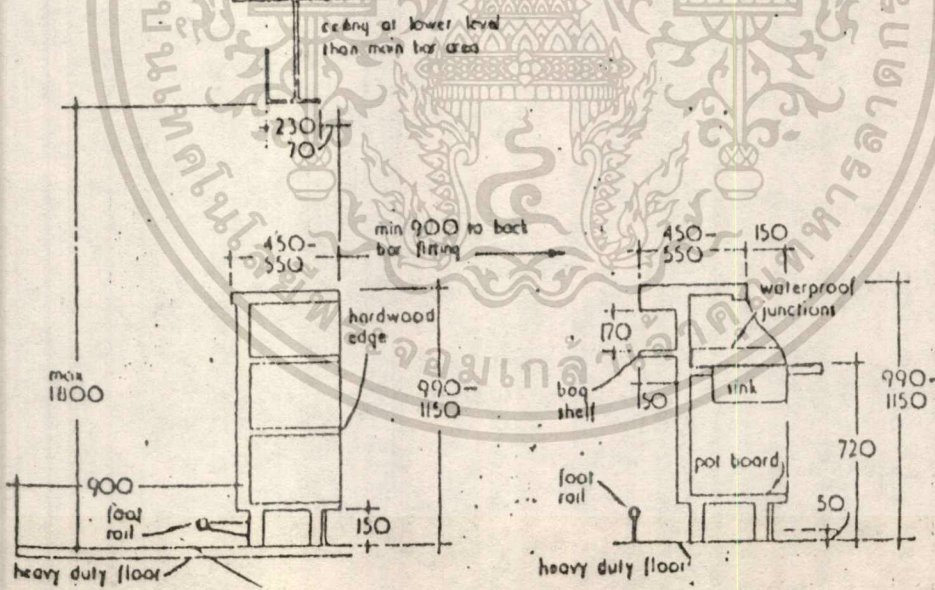 ceiling at lower level
than main bar area
230
70
450-
550
min 900 to back
bar fitting
450-
550
150
waterproof
junctions
hardwood
edge
170
max
1800
990-
1150
bag
shelf
50
sink
990-
1150
720
900
foot
rail
150
foot
rail
pot board
50
heavy duty floor
heavy duty floor